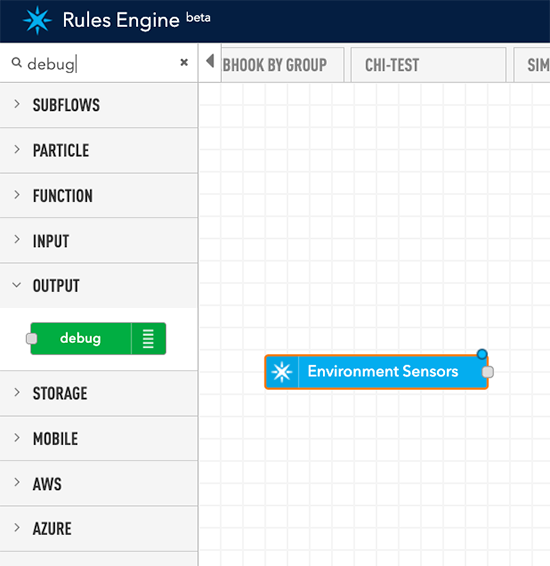 Rules Engine beta
debug
BHOOK BY GROUP
CHI-TEST
SIM
SUBFLOWS
PARTICLE
FUNCTION
INPUT
OUTPUT
debug
Environment Sensors
STORAGE
MOBILE
AWS
AZURE